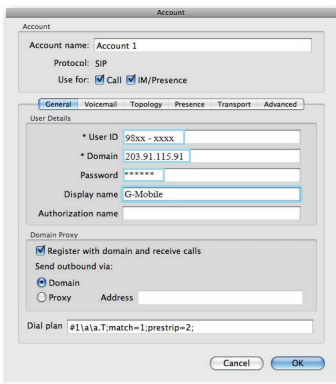 Account
Account
Account name: Account 1
Protocol: SIP
Use for: Call IM/Presence
General Voicemail Topology Presence Transport Advanced
User Details
* User ID 98xx - xxxx
* Domain 203.91.115.91
Password ******
Display name G-Mobile
Authorization name
Domain Proxy
Register with domain and receive calls
Send outbound via:
Domain
Proxy Address
Dial plan #1\a\a.T;match=1;prestrip=2;
Cancel OK